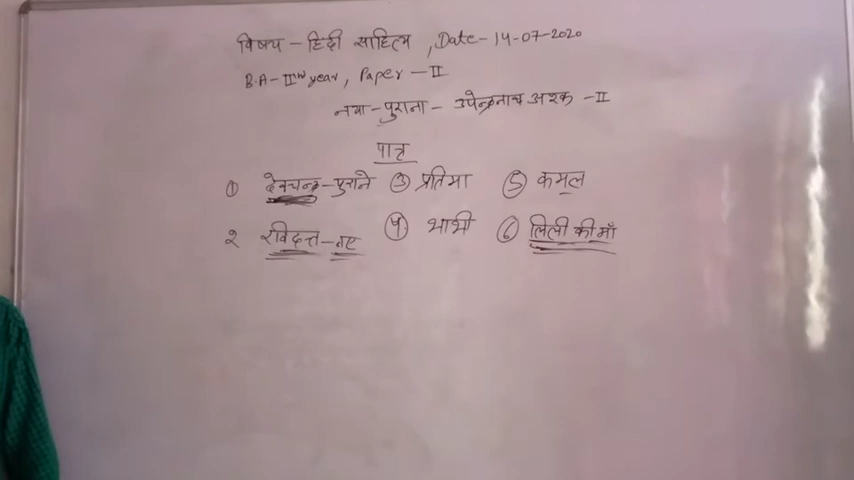 विषय - हिंदी साहित्य , Date - 14-07-2020
B.A - IInd year, Paper - II
नया - पुराना - उपेन्द्रनाथ अश्क - II
पात्र
① देवचन्द्र - पुराने ③ प्रतिमा ⑤ कमल
२ रविदत्त - नए ④ भाभी ⑥ लिली की माँ